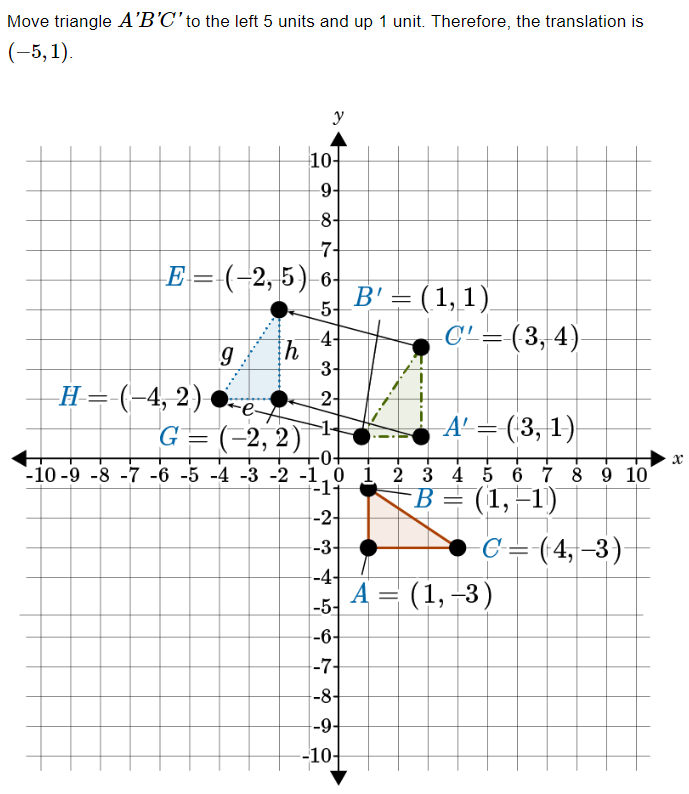 Move triangle A′B′C′ to the left 5 units and up 1 unit. Therefore, the translation is
(−5, 1).
y
10
9
8
7
E = (−2, 5) 6
5 B′ = (1, 1)
g h 4 C′ = (3, 4)
3
H = (−4, 2) e 2
G = (−2, 2) 1 A′ = (3, 1)
0 x
-10 -9 -8 -7 -6 -5 -4 -3 -2 -1 0 1 2 3 4 5 6 7 8 9 10
-1 B = (1, −1)
-2
-3 C = (4, −3)
-4
-5 A = (1, −3)
-6
-7
-8
-9
-10